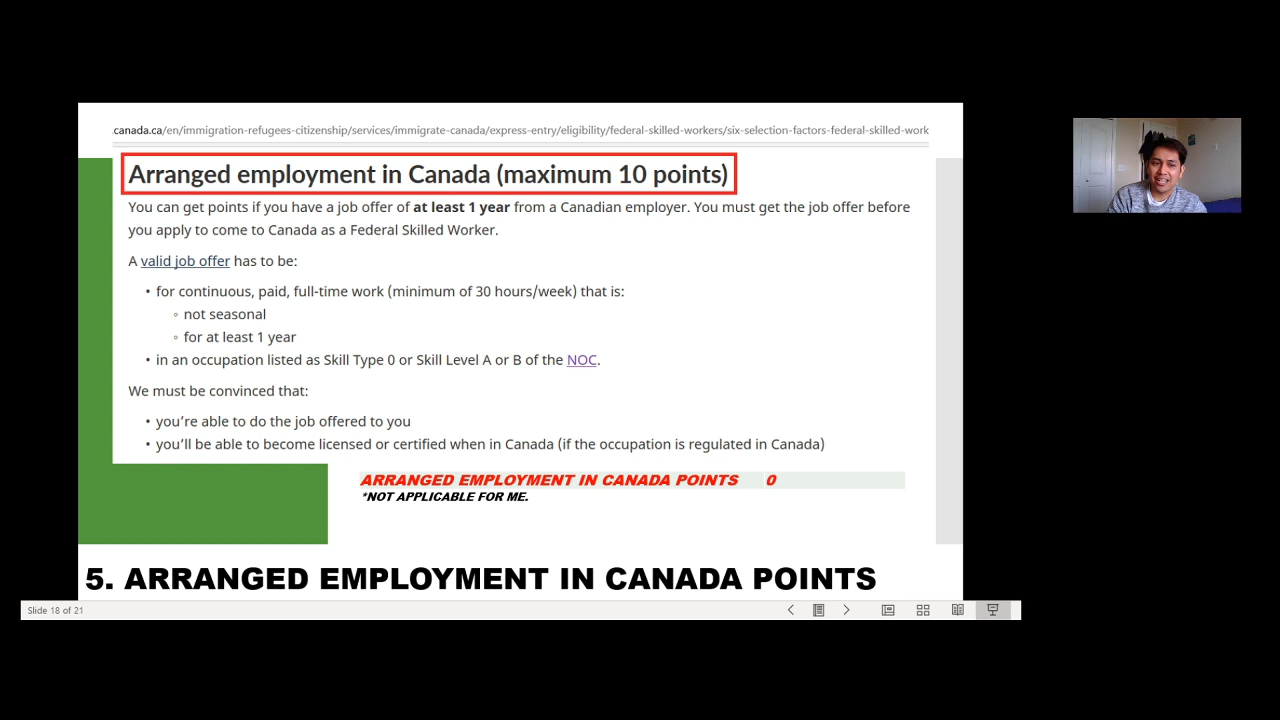 .canada.ca/en/immigration-refugees-citizenship/services/immigrate-canada/express-entry/eligibility/federal-skilled-workers/six-selection-factors-federal-skilled-work
Arranged employment in Canada (maximum 10 points)
You can get points if you have a job offer of at least 1 year from a Canadian employer. You must get the job offer before
you apply to come to Canada as a Federal Skilled Worker.
A valid job offer has to be:
• for continuous, paid, full-time work (minimum of 30 hours/week) that is:
◦ not seasonal
◦ for at least 1 year
• in an occupation listed as Skill Type 0 or Skill Level A or B of the NOC.
We must be convinced that:
• you’re able to do the job offered to you
• you’ll be able to become licensed or certified when in Canada (if the occupation is regulated in Canada)
ARRANGED EMPLOYMENT IN CANADA POINTS 0
*NOT APPLICABLE FOR ME.
5. ARRANGED EMPLOYMENT IN CANADA POINTS
Slide 18 of 21